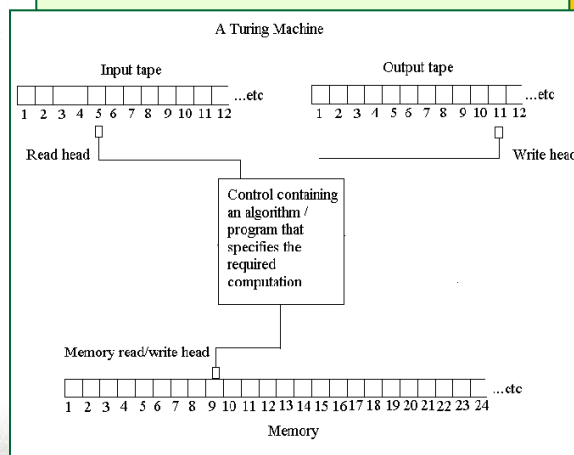 A Turing Machine
Input tape
Output tape
...etc
...etc
1 2 3 4 5 6 7 8 9 10 11 12
1 2 3 4 5 6 7 8 9 10 11 12
Read head
Write head
Control containing
an algorithm /
program that
specifies the
required
computation
Memory read/write head
...etc
1 2 3 4 5 6 7 8 9 10 11 12 13 14 15 16 17 18 19 20 21 22 23 24
Memory